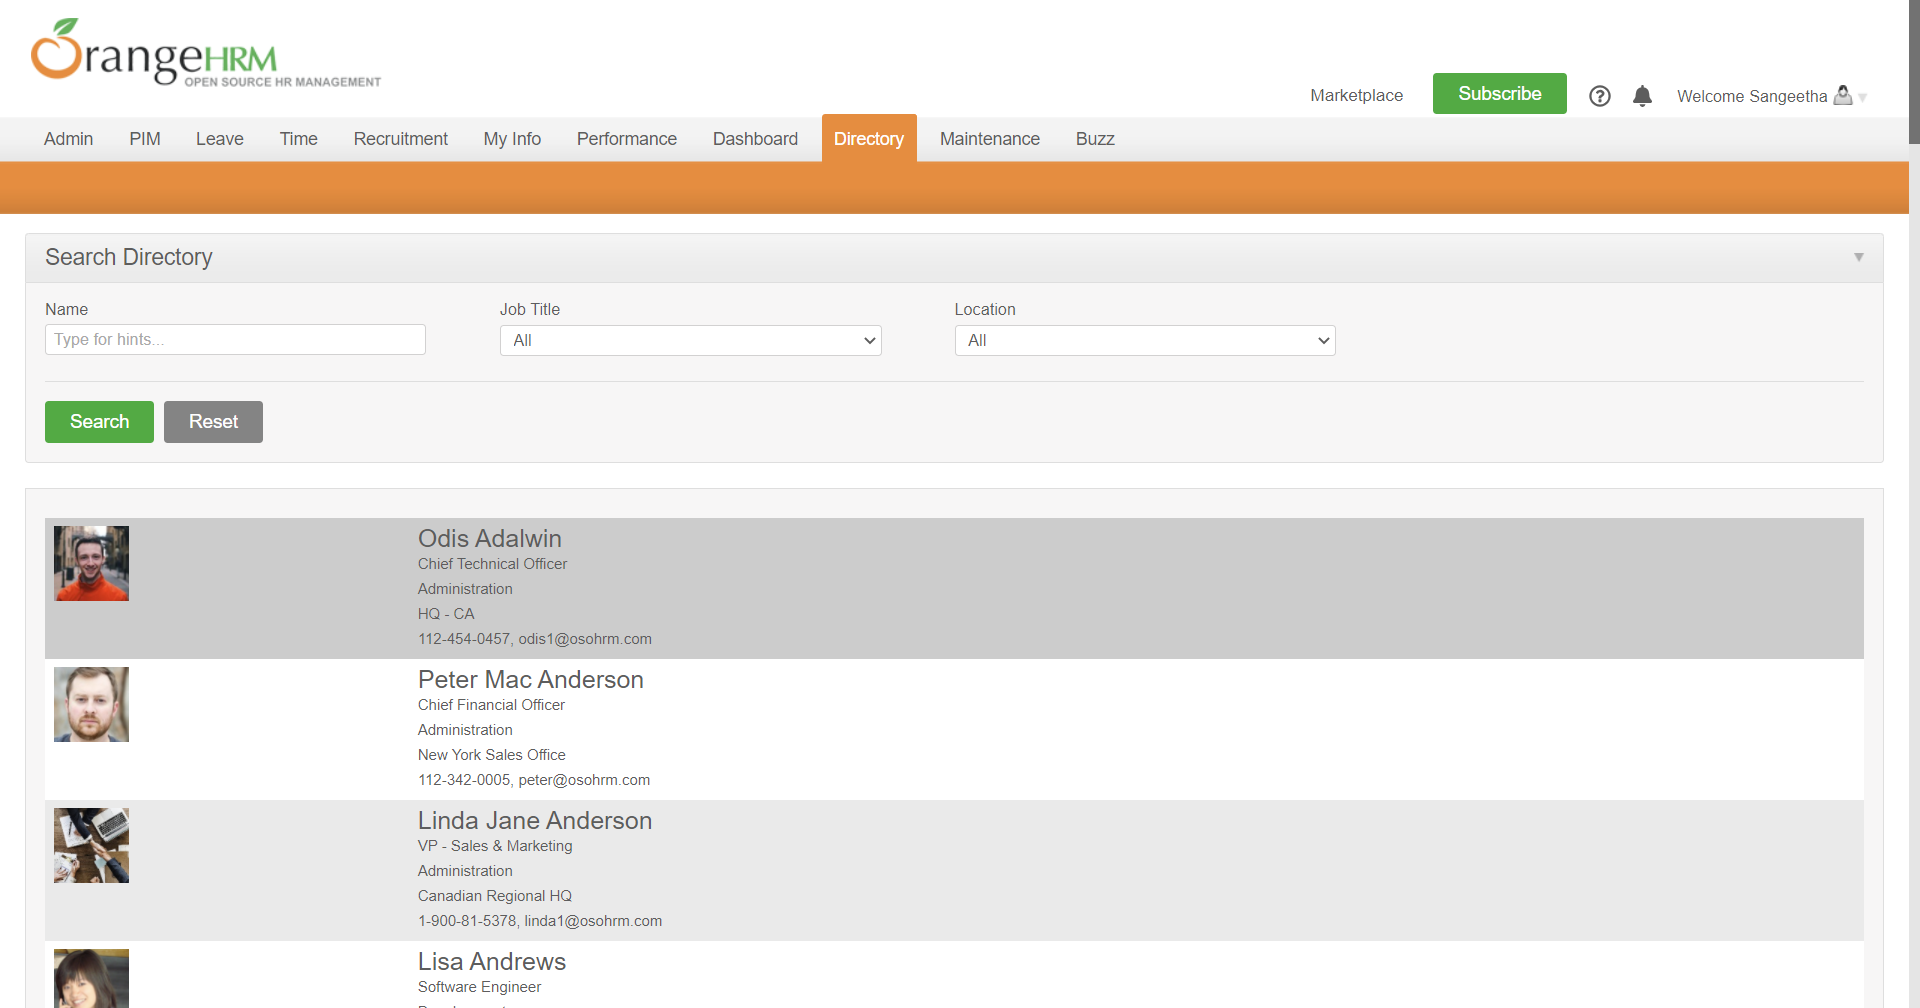 OrangeHRM
OPEN SOURCE HR MANAGEMENT
Marketplace
Subscribe
Welcome Sangeetha
Admin
PIM
Leave
Time
Recruitment
My Info
Performance
Dashboard
Directory
Maintenance
Buzz
Search Directory
Name
Job Title
Location
Type for hints...
All
All
Search
Reset
Odis Adalwin
Chief Technical Officer
Administration
HQ - CA
112-454-0457, odis1@osohrm.com
Peter Mac Anderson
Chief Financial Officer
Administration
New York Sales Office
112-342-0005, peter@osohrm.com
Linda Jane Anderson
VP - Sales & Marketing
Administration
Canadian Regional HQ
1-900-81-5378, linda1@osohrm.com
Lisa Andrews
Software Engineer